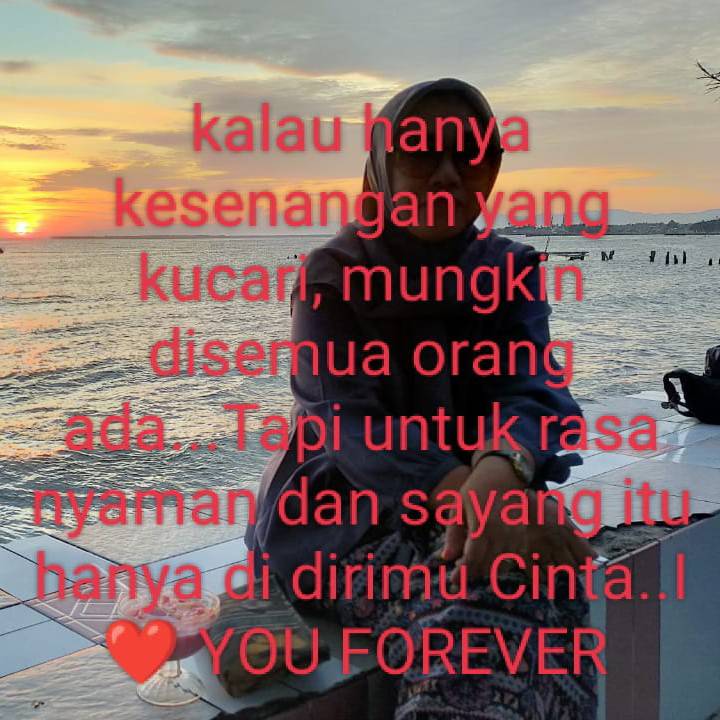 kalau hanya
kesenangan yang
kucari, mungkin
disemua orang
ada...Tapi untuk rasa
nyaman dan sayang itu
hanya di dirimu Cinta..I
❤️ YOU FOREVER